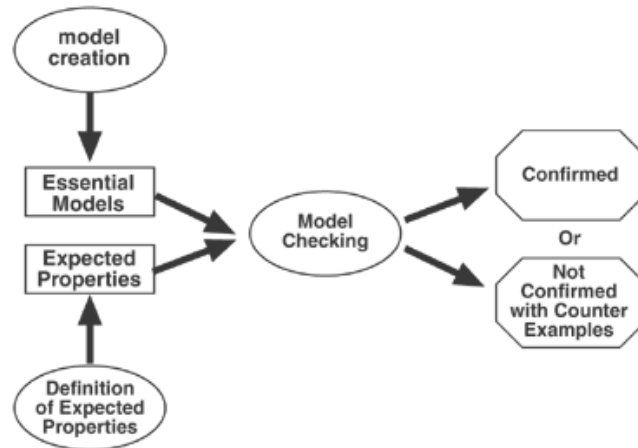 model
creation
Essential
Models
Expected
Properties
Definition
of Expected
Properties
Model
Checking
Confirmed
Or
Not
Confirmed
with Counter
Examples